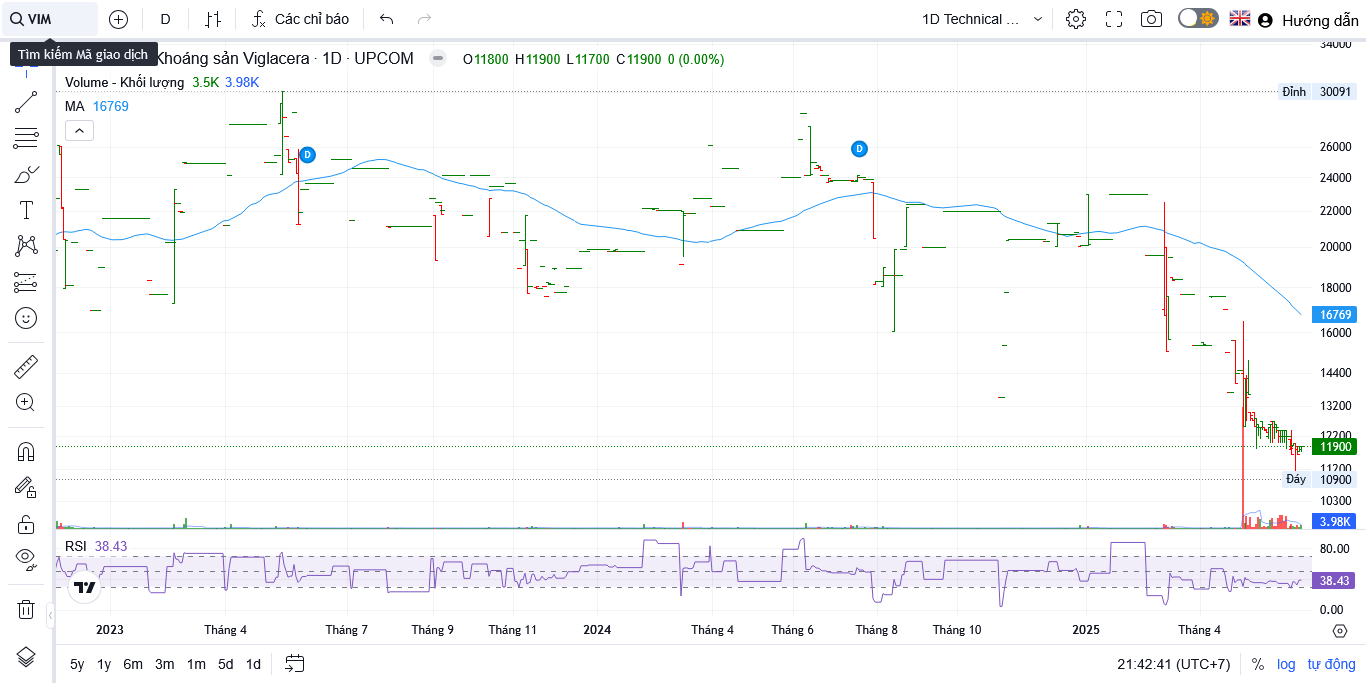 VIM
D
Các chỉ báo
1D Technical ...
Hướng dẫn
Tìm kiếm Mã giao dịch
Khoáng sản Viglacera · 1D · UPCOM
O11800 H11900 L11700 C11900 0 (0.00%)
Volume - Khối lượng 3.5K 3.98K
MA 16769
34000
Đỉnh 30091
26000
24000
22000
20000
18000
16769
16000
14400
13200
12200
11900
11200
Đáy 10900
10300
3.98K
D
D
RSI 38.43
80.00
38.43
0.00
2023 Tháng 4 Tháng 7 Tháng 9 Tháng 11 2024 Tháng 4 Tháng 6 Tháng 8 Tháng 10 2025 Tháng 4
5y 1y 6m 3m 1m 5d 1d
21:42:41 (UTC+7) % log tự động